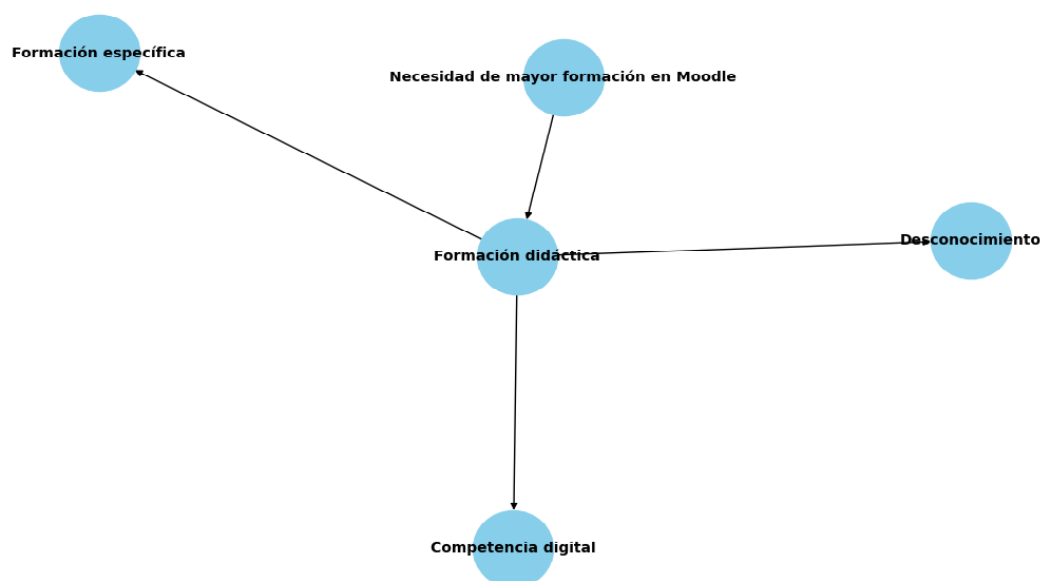 Formación específica
Necesidad de mayor formación en Moodle
Desconocimiento
Formación didáctica
Competencia digital